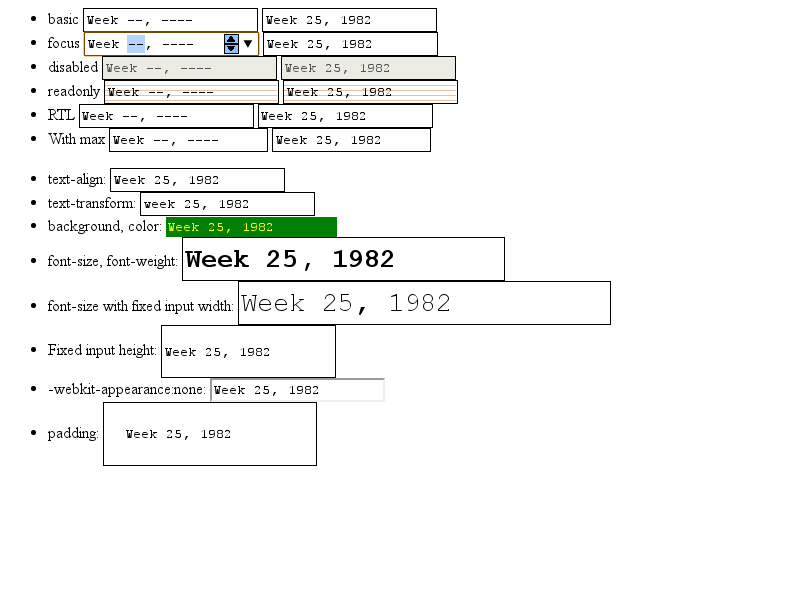 basic Week --, ---- Week 25, 1982
focus Week --, ---- Week 25, 1982
disabled Week --, ---- Week 25, 1982
readonly Week --, ---- Week 25, 1982
RTL Week --, ---- Week 25, 1982
With max Week --, ---- Week 25, 1982
text-align: Week 25, 1982
text-transform: week 25, 1982
background, color: Week 25, 1982
font-size, font-weight: Week 25, 1982
font-size with fixed input width: Week 25, 1982
Fixed input height: Week 25, 1982
-webkit-appearance:none: Week 25, 1982
padding: Week 25, 1982